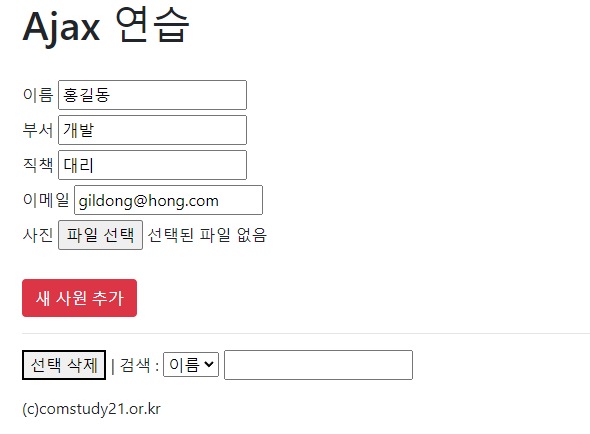 Ajax 연습
이름 홍길동
부서 개발
직책 대리
이메일 gildong@hong.com
사진 파일 선택 선택된 파일 없음
새 사원 추가
선택 삭제 | 검색 : 이름
(c)comstudy21.or.kr